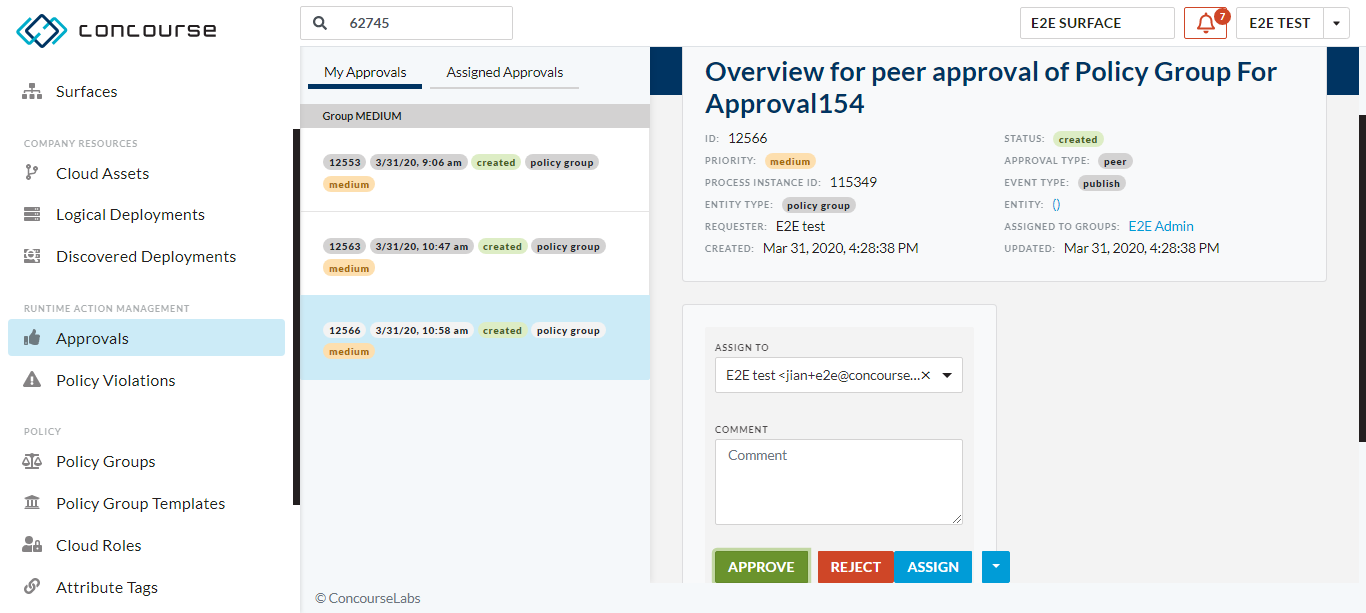 concourse
62745
E2E SURFACE
7
E2E TEST
Surfaces
COMPANY RESOURCES
Cloud Assets
Logical Deployments
Discovered Deployments
RUNTIME ACTION MANAGEMENT
Approvals
Policy Violations
POLICY
Policy Groups
Policy Group Templates
Cloud Roles
Attribute Tags
My Approvals Assigned Approvals
Group MEDIUM
12553 3/31/20, 9:06 am created policy group
medium
12563 3/31/20, 10:47 am created policy group
medium
12566 3/31/20, 10:58 am created policy group
medium
Overview for peer approval of Policy Group For
Approval154
ID: 12566
PRIORITY: medium
PROCESS INSTANCE ID: 115349
ENTITY TYPE: policy group
REQUESTER: E2E test
CREATED: Mar 31, 2020, 4:28:38 PM
STATUS: created
APPROVAL TYPE: peer
EVENT TYPE: publish
ENTITY: ()
ASSIGNED TO GROUPS: E2E Admin
UPDATED: Mar 31, 2020, 4:28:38 PM
ASSIGN TO
E2E test <jian+e2e@concourse...×
COMMENT
Comment
APPROVE REJECT ASSIGN
© ConcourseLabs